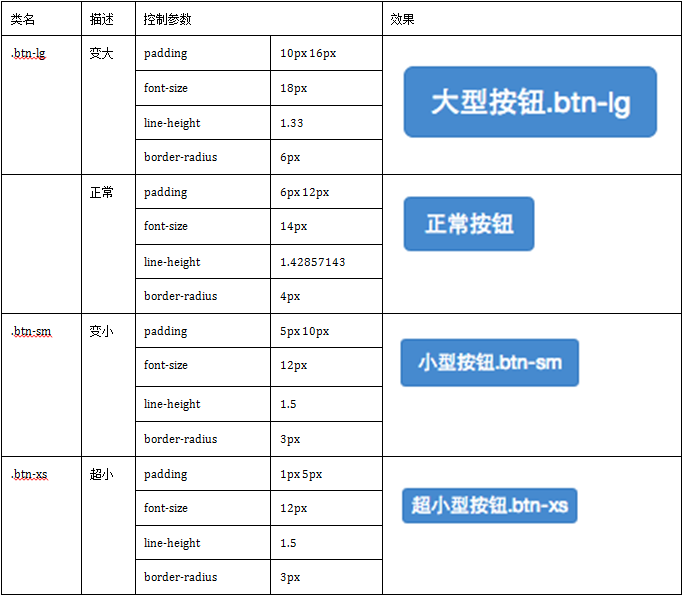 类名 描述 控制参数 效果
.btn-lg 变大 padding 10px 16px
font-size 18px
大型按钮.btn-lg
line-height 1.33
border-radius 6px
正常 padding 6px 12px
font-size 14px
正常按钮
line-height 1.42857143
border-radius 4px
.btn-sm 变小 padding 5px 10px
font-size 12px
小型按钮.btn-sm
line-height 1.5
border-radius 3px
.btn-xs 超小 padding 1px 5px
font-size 12px
超小型按钮.btn-xs
line-height 1.5
border-radius 3px